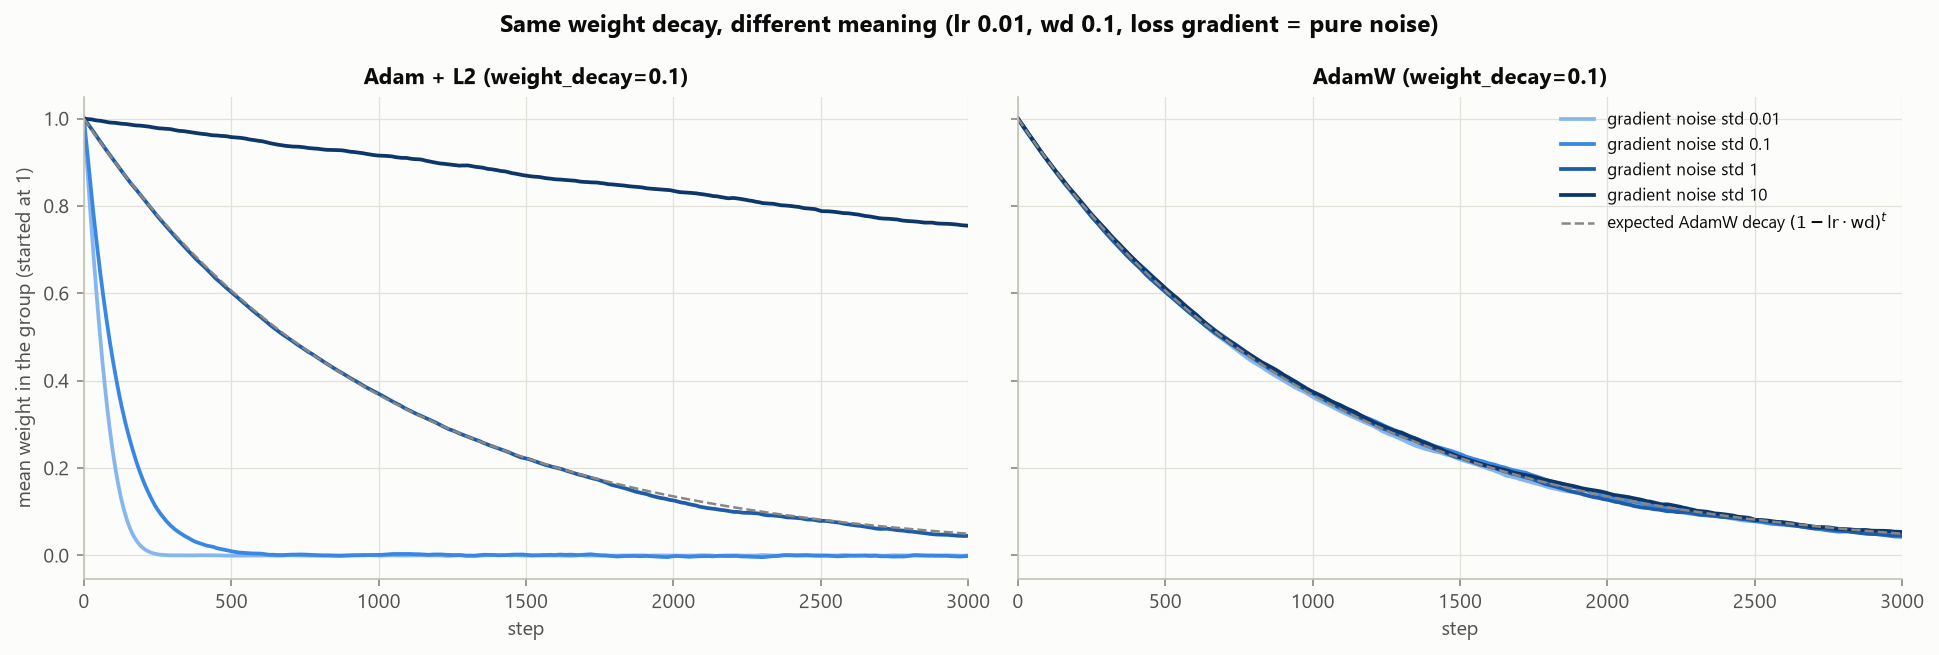 Same weight decay, different meaning (lr 0.01, wd 0.1, loss gradient = pure noise)
Adam + L2 (weight_decay=0.1)
mean weight in the group (started at 1)
1.0
0.8
0.6
0.4
0.2
0.0
0 500 1000 1500 2000 2500 3000
step
AdamW (weight_decay=0.1)
gradient noise std 0.01
gradient noise std 0.1
gradient noise std 1
gradient noise std 10
expected AdamW decay (1 − lr · wd)^t
0 500 1000 1500 2000 2500 3000
step